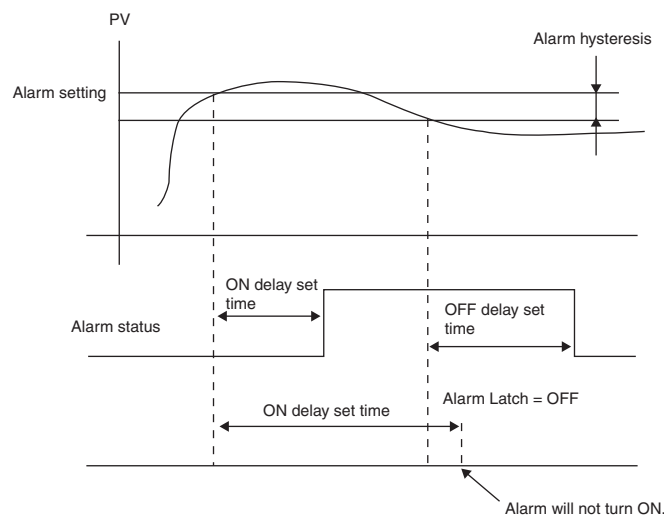 PV
Alarm hysteresis
Alarm setting
ON delay set
time
OFF delay set
time
Alarm status
Alarm Latch = OFF
ON delay set time
Alarm will not turn ON.